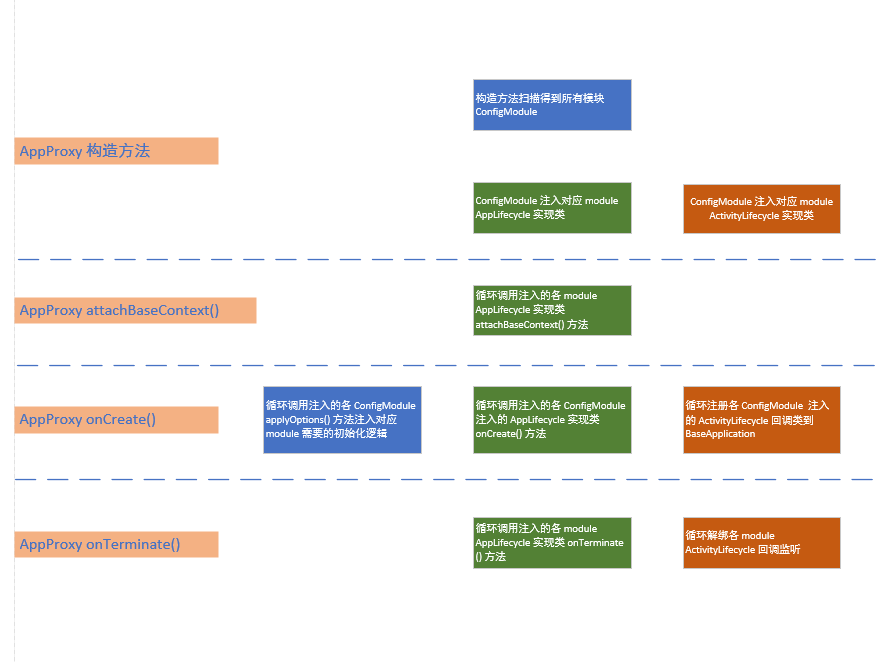 构造方法扫描得到所有模块
ConfigModule
AppProxy 构造方法
ConfigModule 注入对应 module
AppLifecycle 实现类
ConfigModule 注入对应 module
ActivityLifecycle 实现类
AppProxy attachBaseContext()
循环调用注入的各 module
AppLifecycle 实现类
attachBaseContext() 方法
AppProxy onCreate()
循环调用注入的各 ConfigModule
applyOptions() 方法注入对应
module 需要的初始化逻辑
循环调用注入的各 ConfigModule
注入的 AppLifecycle 实现类
onCreate() 方法
循环注册各 ConfigModule 注入
的 ActivityLifecycle 回调类到
BaseApplication
AppProxy onTerminate()
循环调用注入的各 module
AppLifecycle 实现类 onTerminate
() 方法
循环解绑各 module
ActivityLifecycle 回调监听